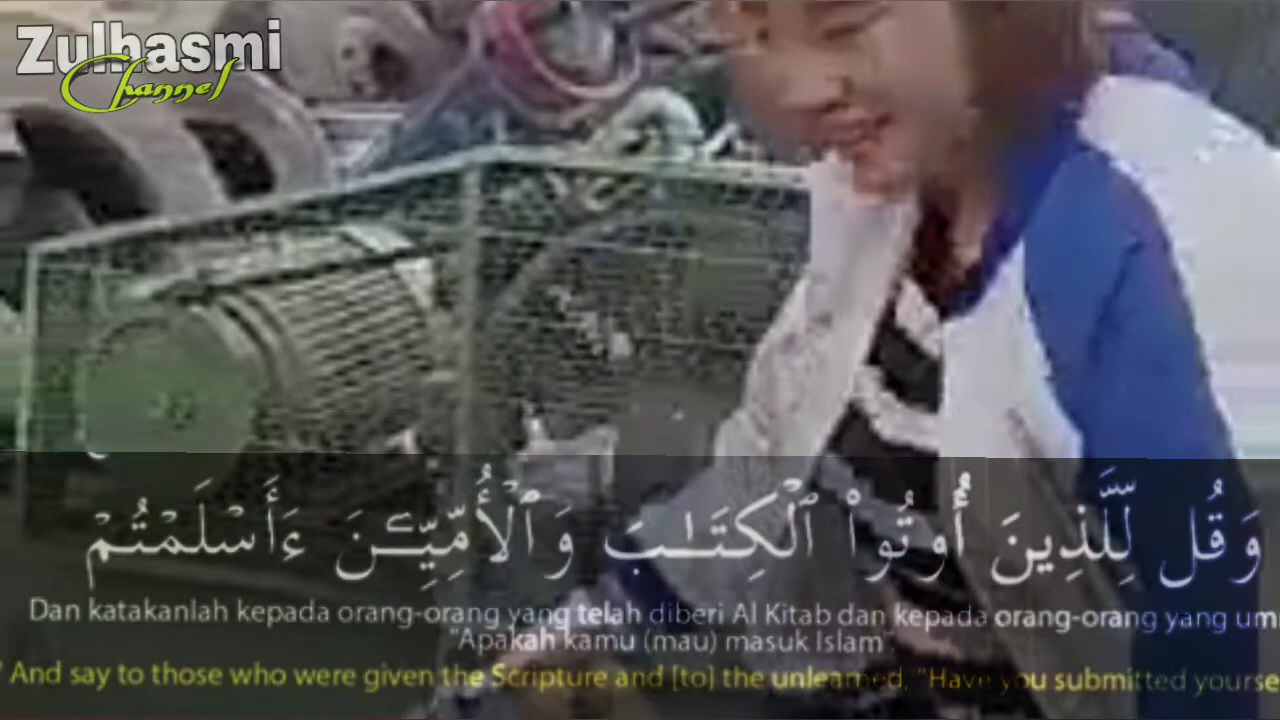 Zulhasmi
Channel
وَقُل لِّلَّذِينَ أُوتُوا۟ ٱلْكِتَـٰبَ وَٱلْأُمِّيِّـۧنَ ءَأَسْلَمْتُمْ
Dan katakanlah kepada orang-orang yang telah diberi Al Kitab dan kepada orang-orang yang umi
"Apakah kamu (mau) masuk Islam".
" And say to those who were given the Scripture and [to] the unlearned, "Have you submitted yourse